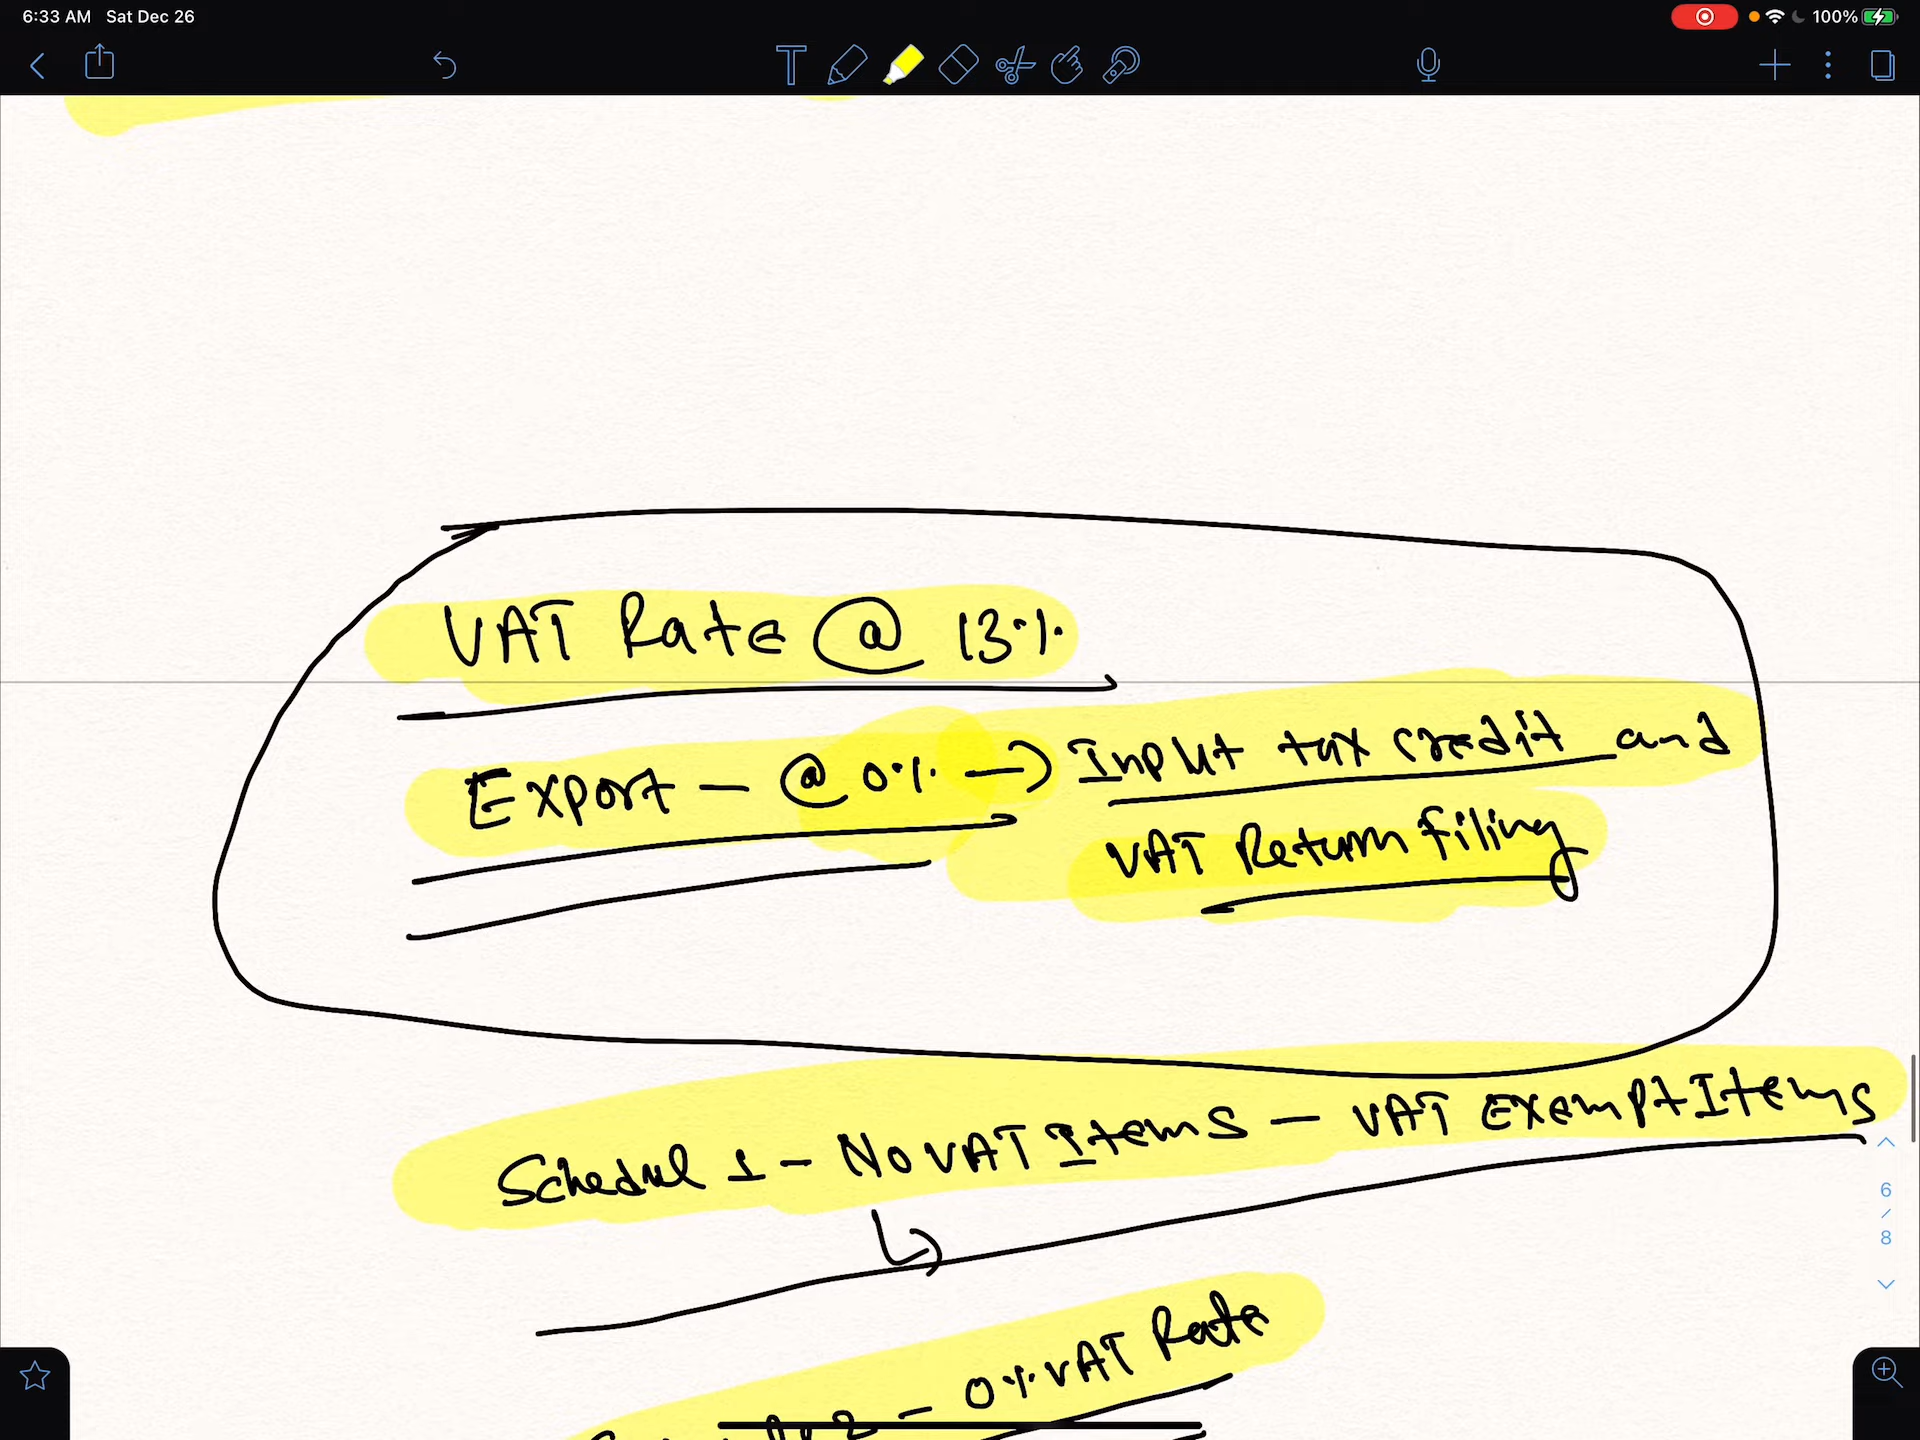 6:33 AM Sat Dec 26
100%
VAT Rate @ 13%
Export - @ 0% → Input tax credit and
VAT Return filing
Schedul 1 - No VAT Items - VAT Exempt Items
2 - 0% VAT Rate
6
/
8